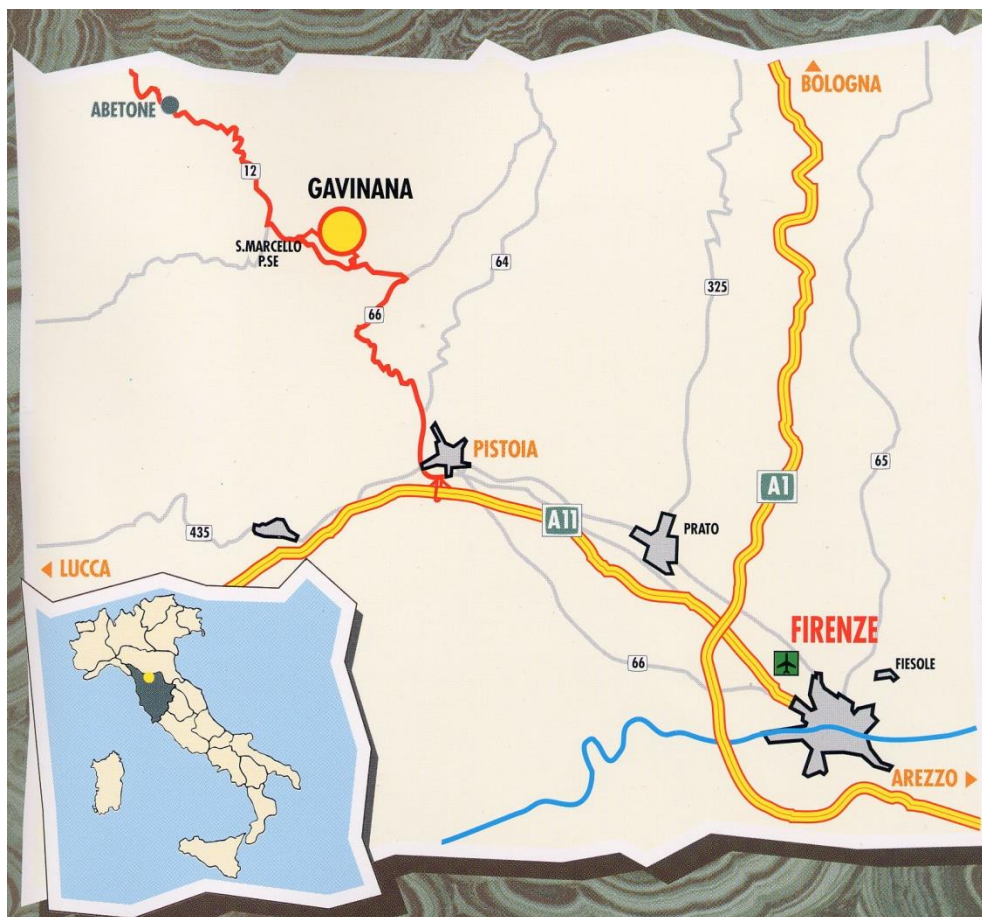 BOLOGNA
ABETONE
12
GAVINANA
S.MARCELLO
P.SE
64
325
66
PISTOIA
65
A1
A11
435
PRATO
LUCCA
FIRENZE
66
FIESOLE
AREZZO